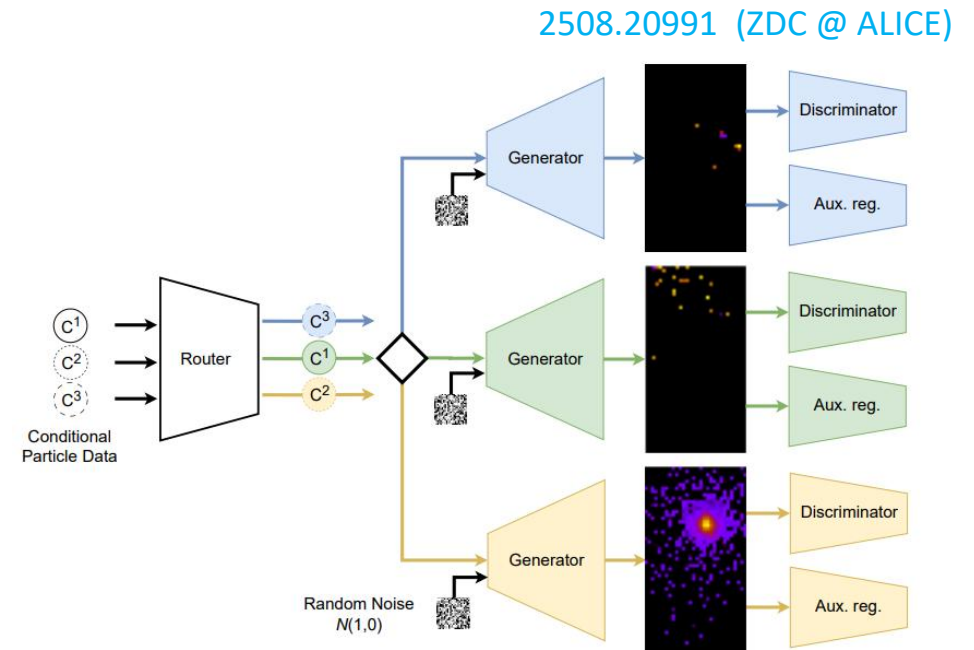 2508.20991 (ZDC @ ALICE)
Generator
Discriminator
Aux. reg.
C1
C2
C3
Conditional
Particle Data
Router
C3
C1
C2
Generator
Discriminator
Aux. reg.
Generator
Discriminator
Aux. reg.
Random Noise
N(1,0)